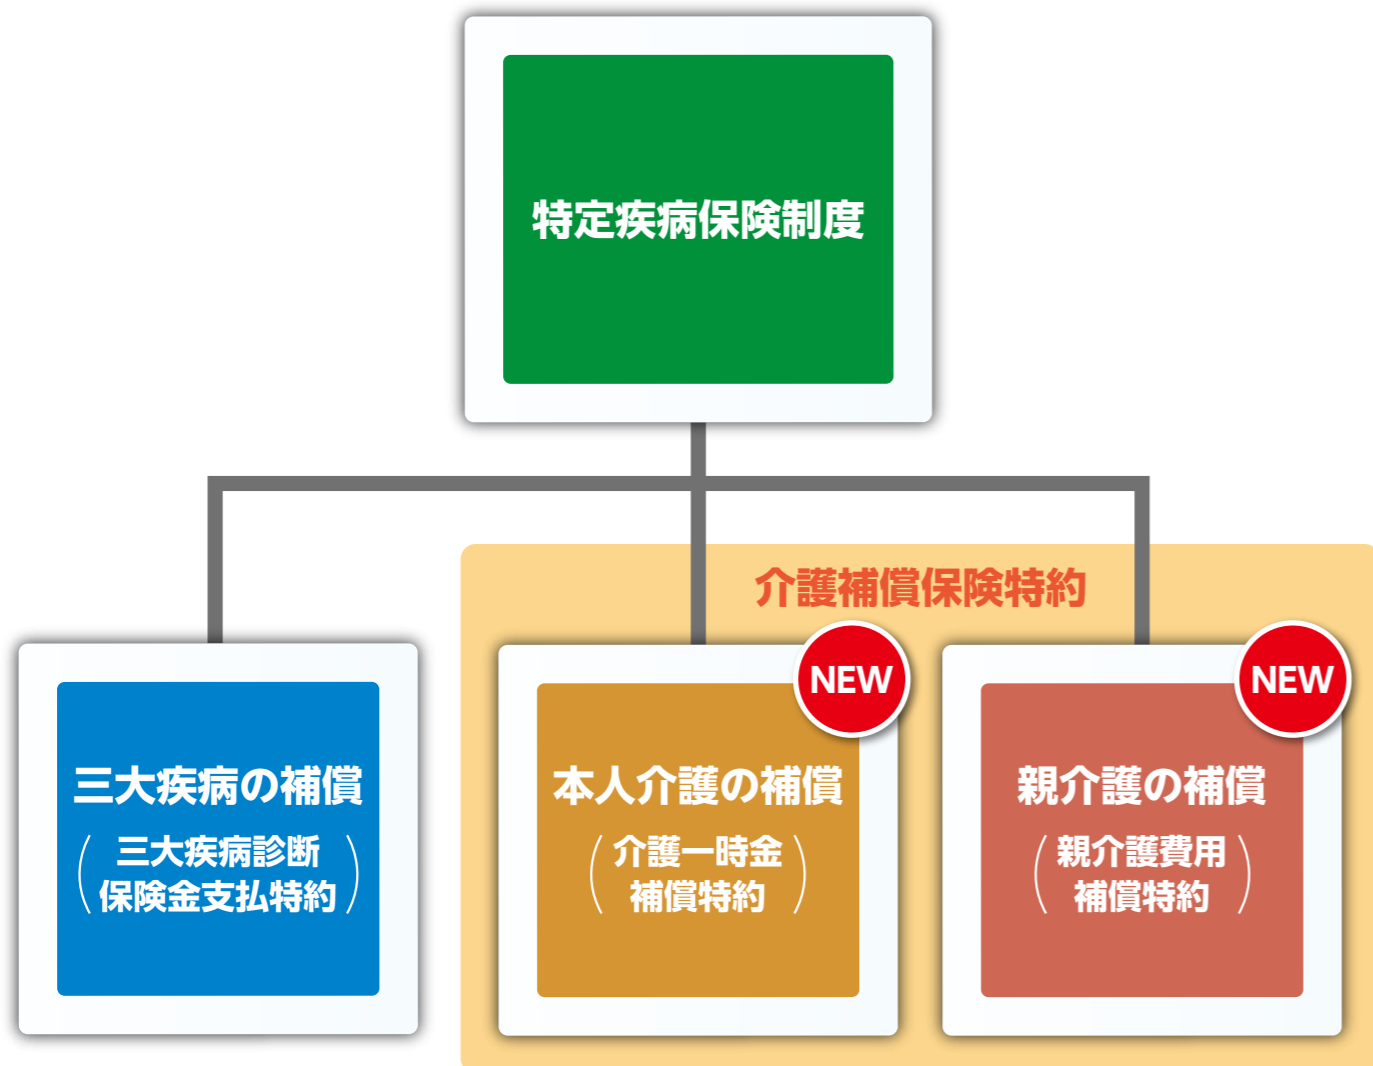 特定疾病保険制度
介護補償保険特約
三大疾病の補償
(三大疾病診断
保険金支払特約)
NEW
本人介護の補償
(介護一時金
補償特約)
NEW
親介護の補償
(親介護費用
補償特約)